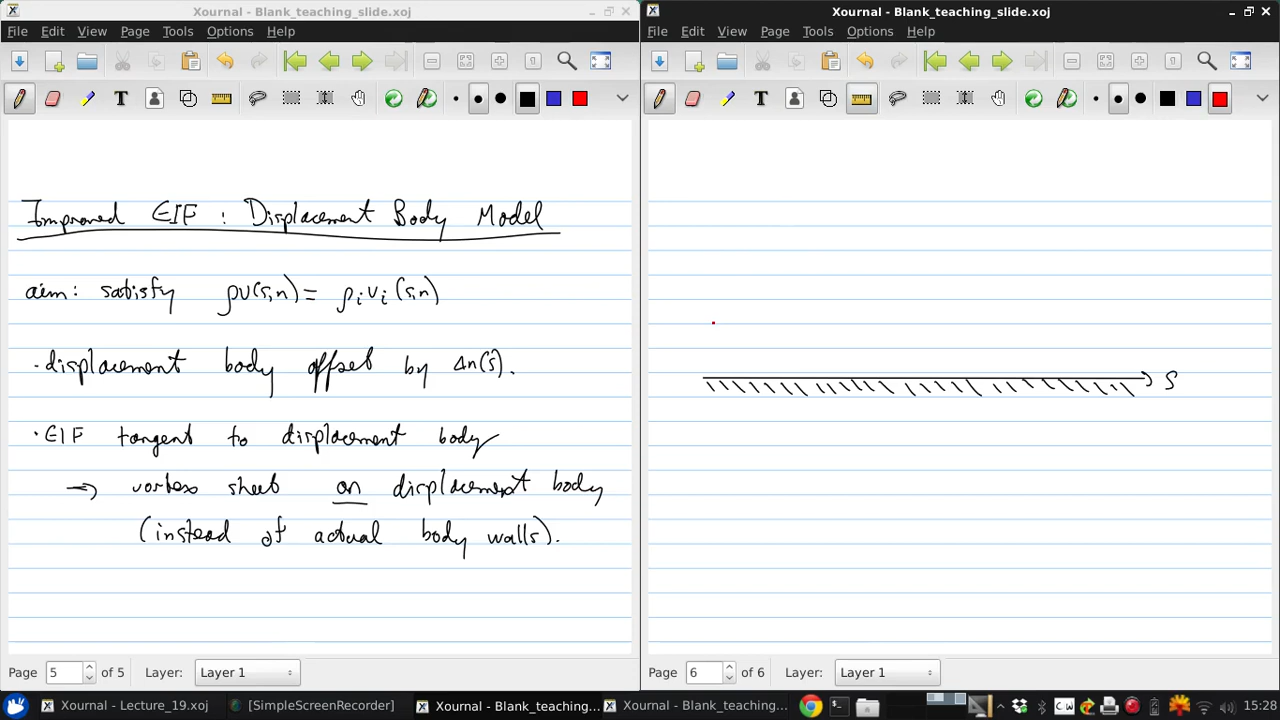 Xournal - Blank_teaching_slide.xoj
File Edit View Page Tools Options Help
Improved EIF : Displacement Body Model
aim: satisfy ρv(s,n) = ρᵢvᵢ(s,n)
· displacement body offset by Δn(s).
· EIF tangent to displacement body
→ vortex sheet on displacement body
(instead of actual body walls).
Page 5 of 5 Layer: Layer 1
Xournal - Blank_teaching_slide.xoj
File Edit View Page Tools Options Help
S
Page 6 of 6 Layer: Layer 1
Xournal - Lecture_19.xoj [SimpleScreenRecorder] Xournal - Blank_teaching_... Xournal - Blank_teaching_... 15:28